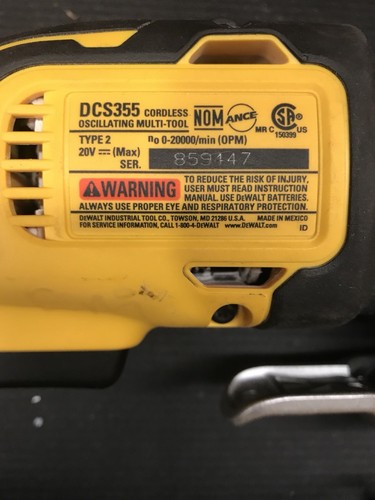 DCS355 CORDLESS
OSCILLATING MULTI-TOOL
NOM ANCE
MR C SA US
150399
TYPE 2 n₀ 0-20000/min (OPM)
20V ⎓ (Max)
SER. 859447
WARNING
TO REDUCE THE RISK OF INJURY,
USER MUST READ INSTRUCTION
MANUAL. USE DeWALT BATTERIES.
ALWAYS USE PROPER EYE AND RESPIRATORY PROTECTION.
DeWALT INDUSTRIAL TOOL CO., TOWSON, MD 21286 U.S.A. MADE IN MEXICO
FOR SERVICE INFORMATION, CALL 1-800-4-DeWALT www.DeWALT.com ID